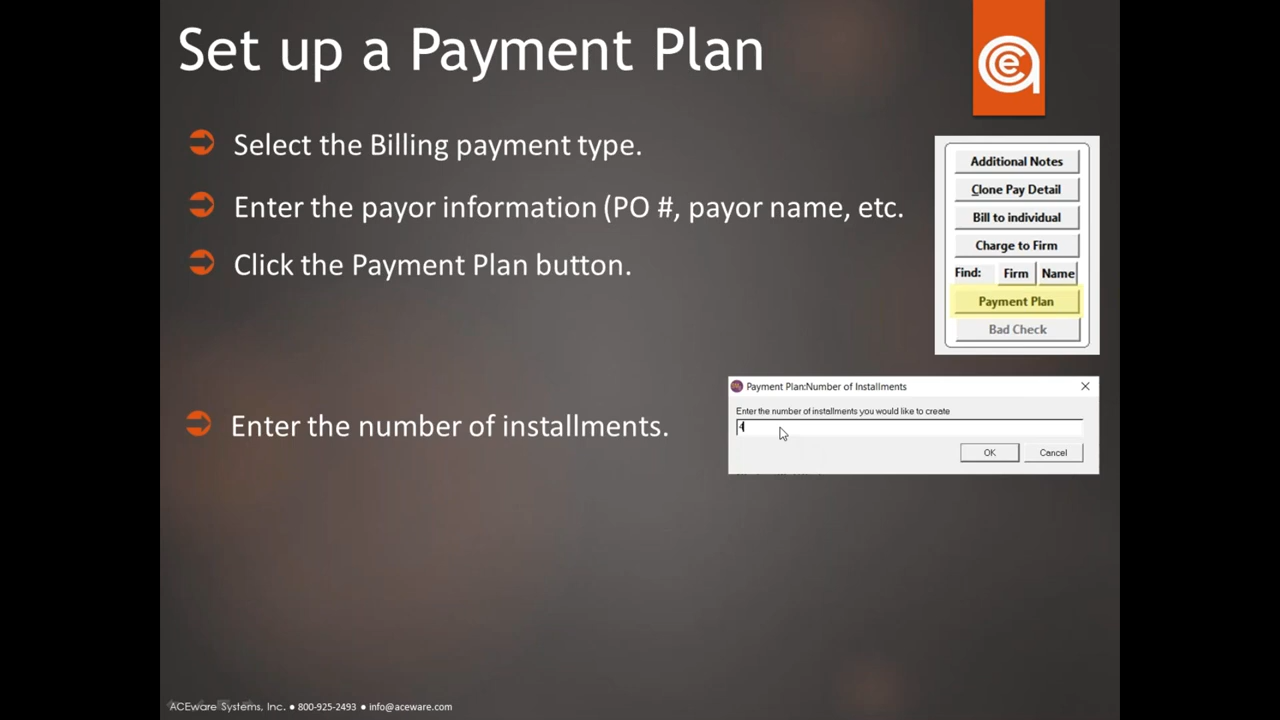 Set up a Payment Plan
Select the Billing payment type.
Enter the payor information (PO #, payor name, etc.
Click the Payment Plan button.
Additional Notes
Clone Pay Detail
Bill to individual
Charge to Firm
Find: Firm Name
Payment Plan
Bad Check
Enter the number of installments.
Payment Plan:Number of Installments
Enter the number of installments you would like to create
4
OK Cancel
ACEware Systems, Inc. ● 800-925-2493 ● info@aceware.com